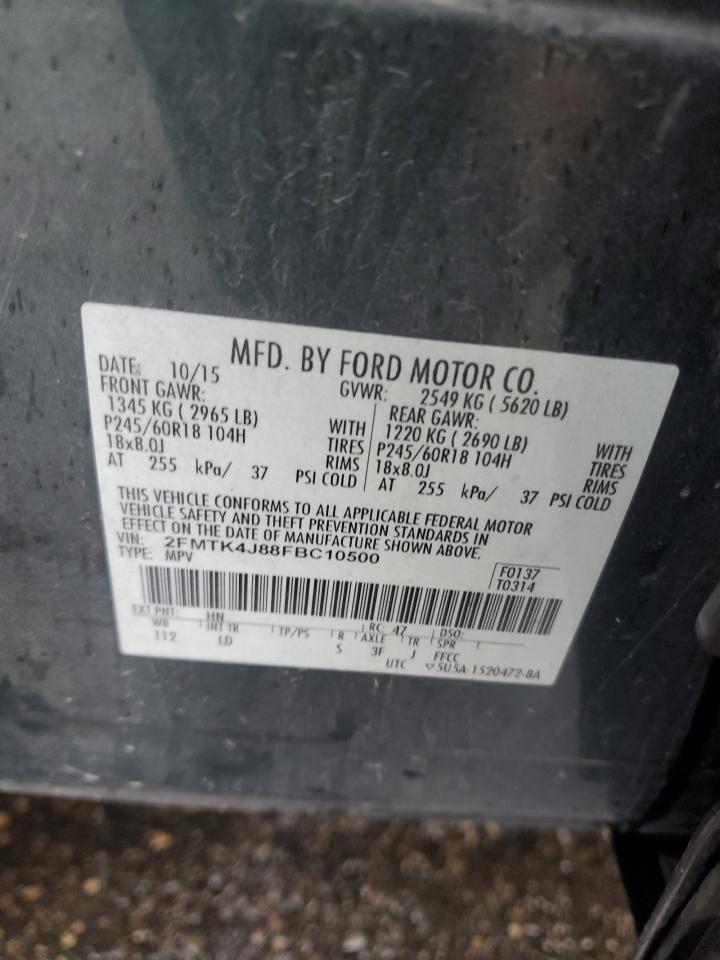 MFD. BY FORD MOTOR CO.
DATE: 10/15
GVWR: 2549 KG ( 5620 LB)
FRONT GAWR:
1345 KG ( 2965 LB) WITH
P245/60R18 104H TIRES
18x8.0J RIMS
AT 255 kPa/ 37 PSI COLD
REAR GAWR:
1220 KG ( 2690 LB) WITH
P245/60R18 104H TIRES
18x8.0J RIMS
AT 255 kPa/ 37 PSI COLD
THIS VEHICLE CONFORMS TO ALL APPLICABLE FEDERAL MOTOR
VEHICLE SAFETY AND THEFT PREVENTION STANDARDS IN
EFFECT ON THE DATE OF MANUFACTURE SHOWN ABOVE.
VIN: 2FMTK4J88FBC10500
TYPE: MPV
F0137
T0314
EXT PNT: HN RC: 47 DSO:
WB INT TR TP/PS R AXLE TR SPR
112 LD S 3F J FFCC
UTC ▽5U5A-1520472-BA